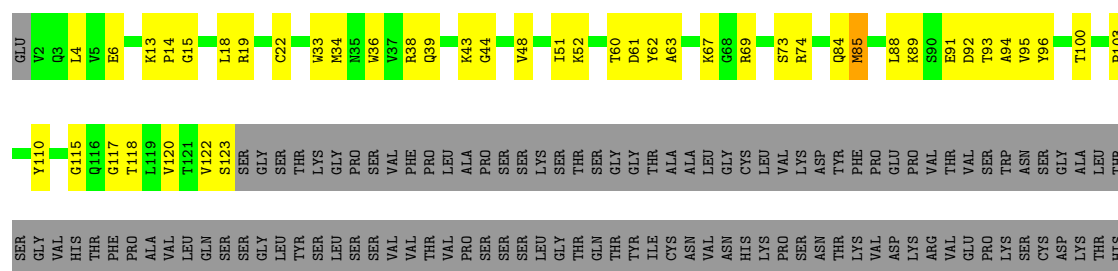 GLU V2 Q3 L4 V5 E6 K13 P14 G15 L18 R19 C22 W33 M34 N35 W36 V37 R38 Q39 K43 G44 V48 I51 K52 T60 D61 Y62 A63 K67 G68 R69 S73 R74 Q84 M85 L88 K89 S90 E91 D92 T93 A94 V95 Y96 T100
Y110 G115 Q116 G117 T118 L119 V120 T121 V122 S123 SER GLY SER THR LYS GLY PRO SER VAL PHE PRO LEU ALA PRO SER SER LYS SER THR SER GLY GLY THR ALA ALA LEU GLY CYS LEU VAL LYS ASP TYR PHE PRO GLU PRO VAL THR VAL SER TRP ASN SER GLY ALA LEU THR
SER GLY VAL HIS THR PHE PRO ALA VAL LEU GLN SER SER GLY LEU TYR SER LEU SER SER VAL VAL THR VAL PRO SER SER SER LEU GLY THR GLN THR TYR ILE CYS ASN VAL ASN HIS LYS PRO SER ASN THR LYS VAL ASP LYS ARG VAL GLU PRO LYS SER CYS ASP LYS THR HIS